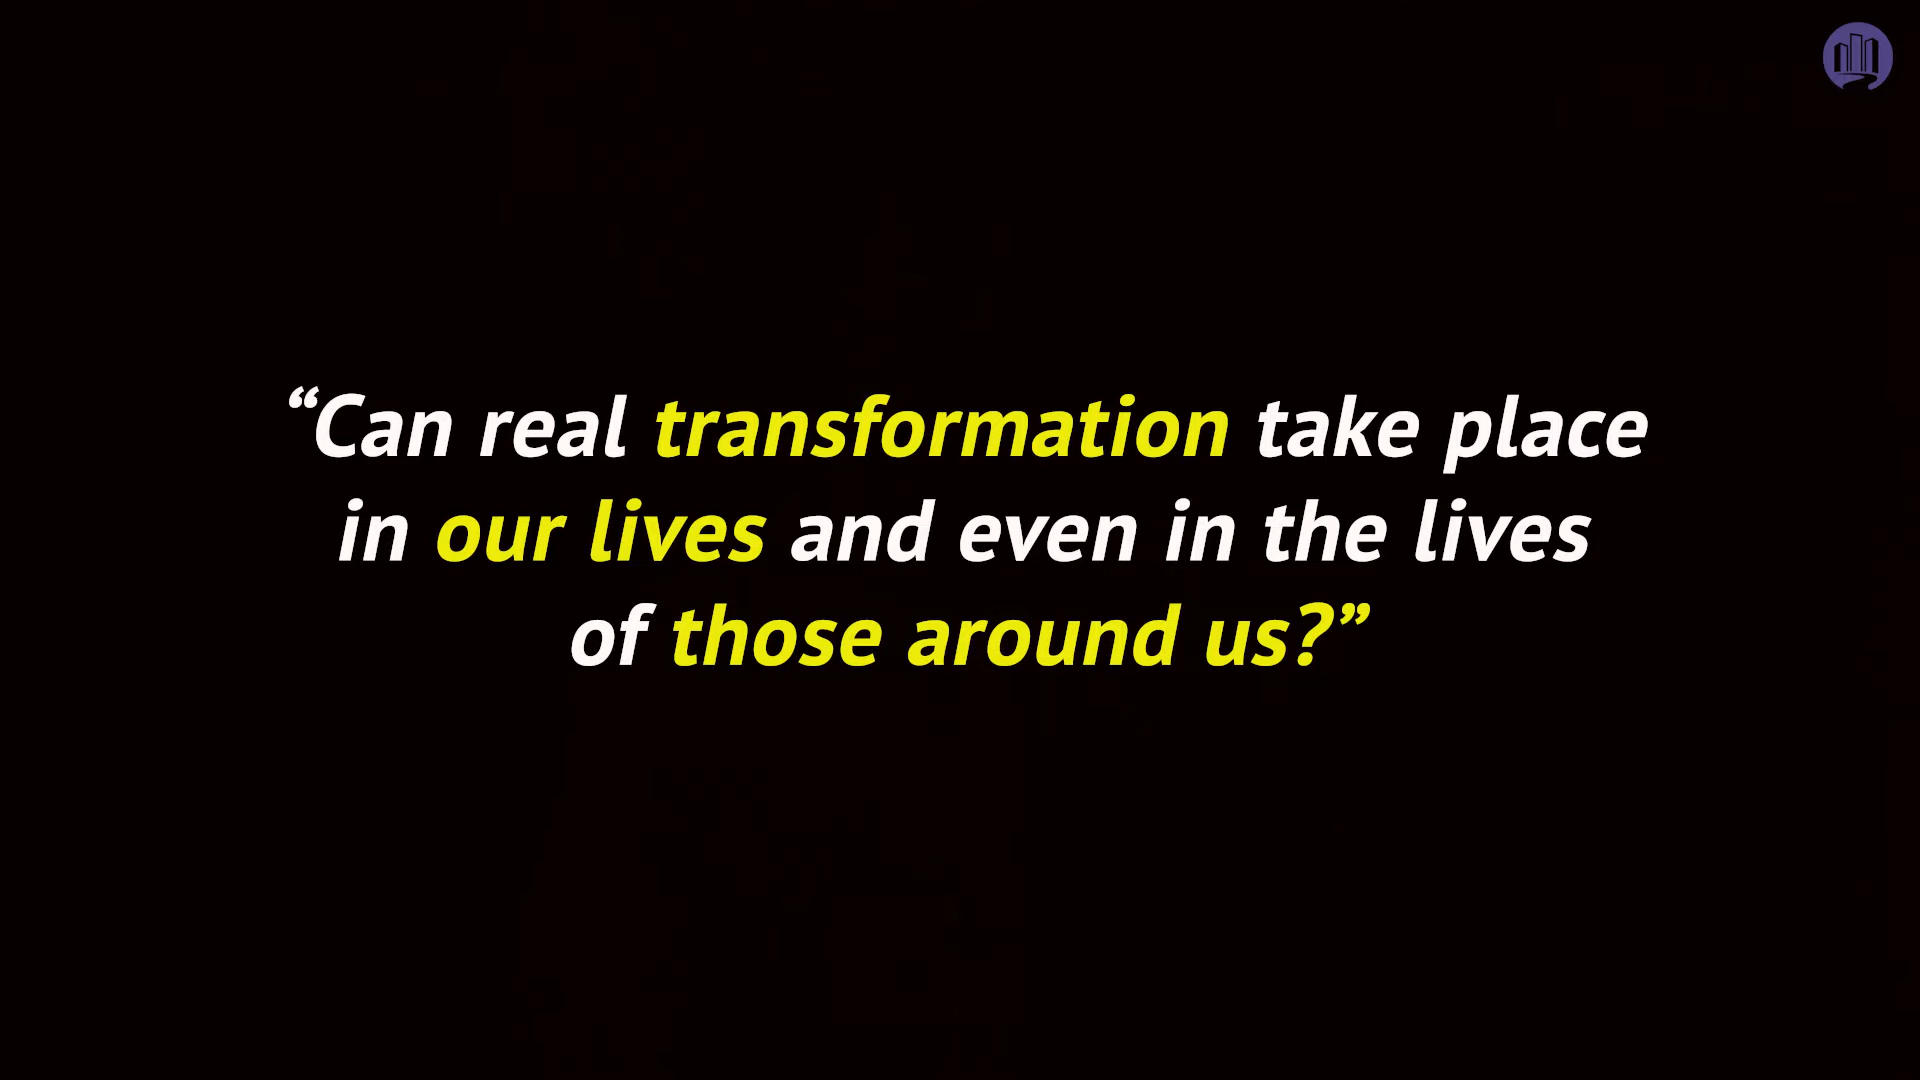 “Can real transformation take place
in our lives and even in the lives
of those around us?”